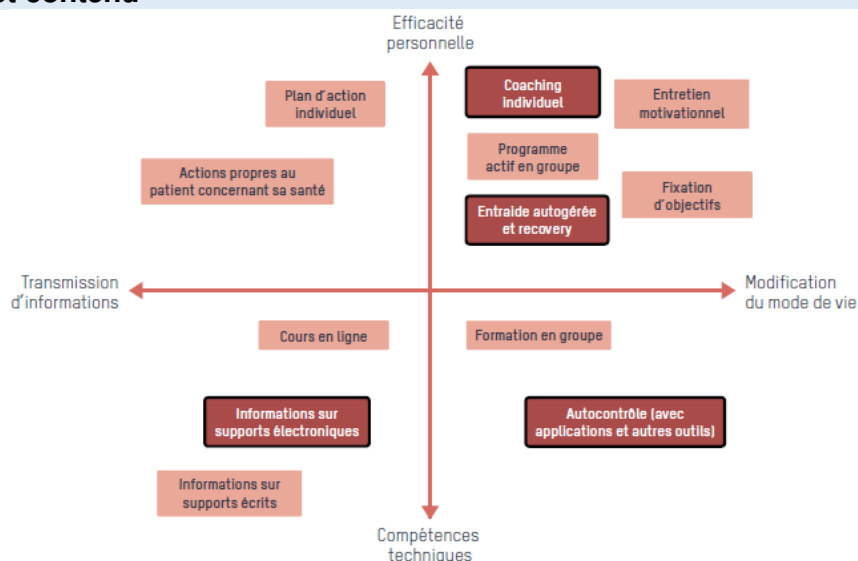 et contenu
Efficacité
personnelle
Plan d'action
individuel
Coaching
individuel
Entretien
motivationnel
Programme
actif en groupe
Actions propres au
patient concernant sa santé
Fixation
d'objectifs
Entraide autogérée
et recovery
Transmission
d'informations
Modification
du mode de vie
Cours en ligne
Formation en groupe
Informations sur
supports électroniques
Autocontrôle (avec
applications et autres outils)
Informations sur
supports écrits
Compétences
techniques